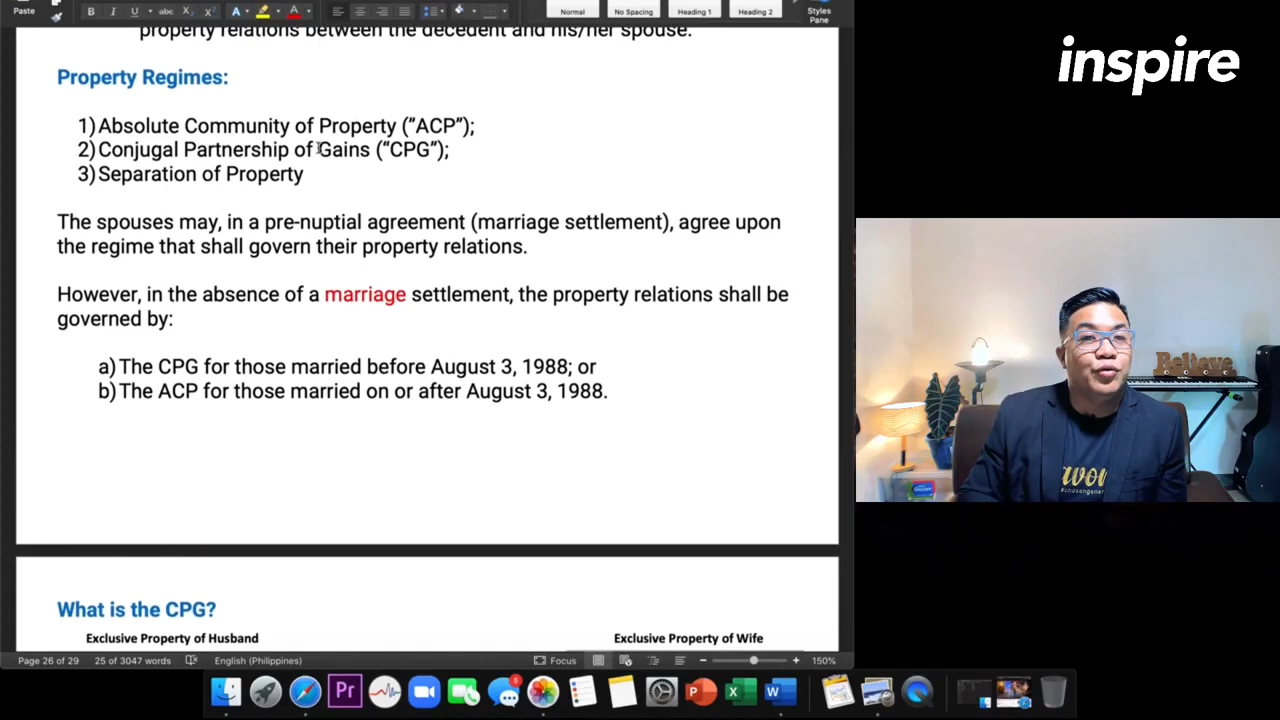 Paste
B I U abc X X A A
Normal No Spacing Heading 1 Heading 2
Styles
Pane
property relations between the decedent and his/her spouse.
Property Regimes:
1) Absolute Community of Property (”ACP”);
2) Conjugal Partnership of Gains (“CPG”);
3) Separation of Property
The spouses may, in a pre-nuptial agreement (marriage settlement), agree upon
the regime that shall govern their property relations.
However, in the absence of a marriage settlement, the property relations shall be
governed by:
a) The CPG for those married before August 3, 1988; or
b) The ACP for those married on or after August 3, 1988.
What is the CPG?
Exclusive Property of Husband Exclusive Property of Wife
Page 26 of 29 25 of 3047 words English (Philippines) Focus 150%
inspire
Believe
Pr 5 P X W